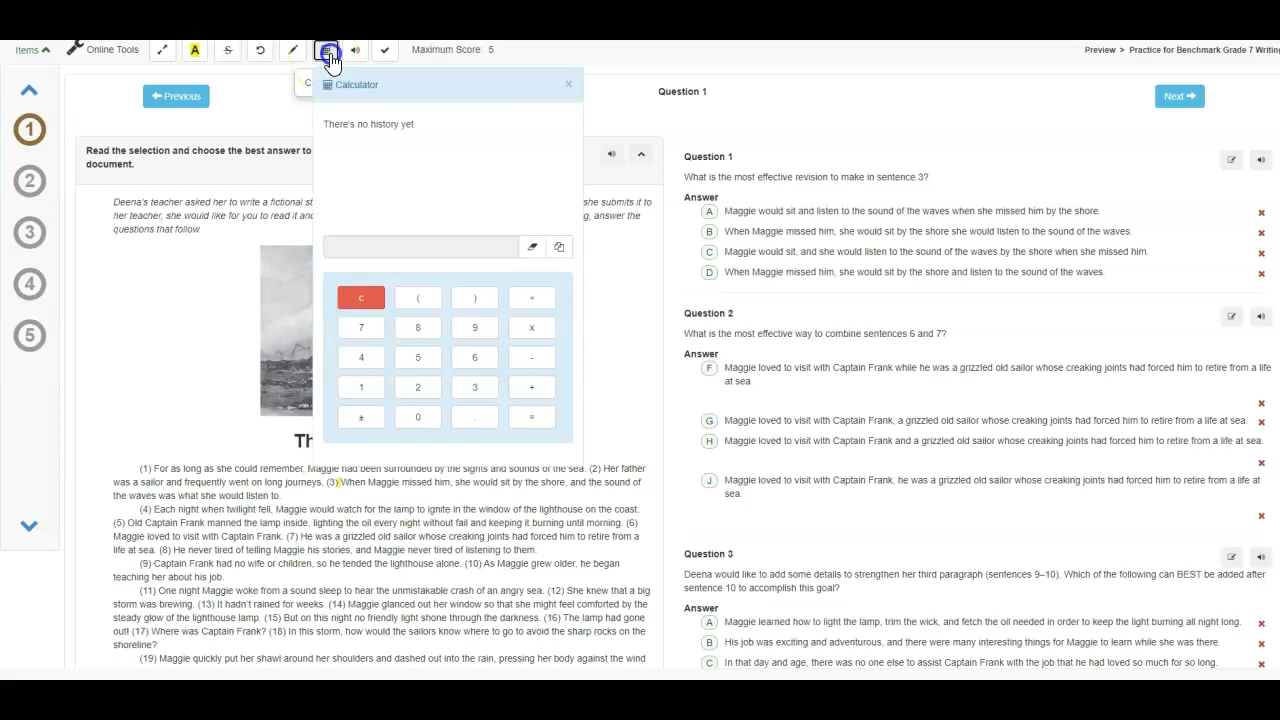 Items
Online Tools
A
S
Maximum Score: 5
Preview > Practice for Benchmark Grade 7 Writing
C
Calculator
×
There's no history yet
C ( ) ÷
7 8 9 x
4 5 6 -
1 2 3 +
± 0 . =
Previous
Question 1
Next
1
2
3
4
5
Read the selection and choose the best answer to
document.
Deena's teacher asked her to write a fictional st
she submits it to
her teacher, she would like for you to read it and
g, answer the
questions that follow.
Th
(1) For as long as she could remember, Maggie had been surrounded by the sights and sounds of the sea. (2) Her father
was a sailor and frequently went on long journeys. (3) When Maggie missed him, she would sit by the shore, and the sound of
the waves was what she would listen to.
(4) Each night when twilight fell, Maggie would watch for the lamp to ignite in the window of the lighthouse on the coast.
(5) Old Captain Frank manned the lamp inside, lighting the oil every night without fail and keeping it burning until morning. (6)
Maggie loved to visit with Captain Frank. (7) He was a grizzled old sailor whose creaking joints had forced him to retire from a
life at sea. (8) He never tired of telling Maggie his stories, and Maggie never tired of listening to them.
(9) Captain Frank had no wife or children, so he tended the lighthouse alone. (10) As Maggie grew older, he began
teaching her about his job.
(11) One night Maggie woke from a sound sleep to hear the unmistakable crash of an angry sea. (12) She knew that a big
storm was brewing. (13) It hadn't rained for weeks. (14) Maggie glanced out her window so that she might feel comforted by the
steady glow of the lighthouse lamp. (15) But on this night no friendly light shone through the darkness. (16) The lamp had gone
out! (17) Where was Captain Frank? (18) In this storm, how would the sailors know where to go to avoid the sharp rocks on the
shoreline?
(19) Maggie quickly put her shawl around her shoulders and dashed out into the rain, pressing her body against the wind
Question 1
What is the most effective revision to make in sentence 3?
Answer
A Maggie would sit and listen to the sound of the waves when she missed him by the shore.
B When Maggie missed him, she would sit by the shore she would listen to the sound of the waves.
C Maggie would sit, and she would listen to the sound of the waves by the shore when she missed him.
D When Maggie missed him, she would sit by the shore and listen to the sound of the waves.
Question 2
What is the most effective way to combine sentences 6 and 7?
Answer
F Maggie loved to visit with Captain Frank while he was a grizzled old sailor whose creaking joints had forced him to retire from a life
at sea
G Maggie loved to visit with Captain Frank, a grizzled old sailor whose creaking joints had forced him to retire from a life at sea.
H Maggie loved to visit with Captain Frank and a grizzled old sailor whose creaking joints had forced him to retire from a life at sea.
J Maggie loved to visit with Captain Frank, he was a grizzled old sailor whose creaking joints had forced him to retire from a life at
sea.
Question 3
Deena would like to add some details to strengthen her third paragraph (sentences 9–10). Which of the following can BEST be added after
sentence 10 to accomplish this goal?
Answer
A Maggie learned how to light the lamp, trim the wick, and fetch the oil needed in order to keep the light burning all night long.
B His job was exciting and adventurous, and there were many interesting things for Maggie to learn while she was there.
C In that day and age, there was no one else to assist Captain Frank with the job that he had loved so much for so long.